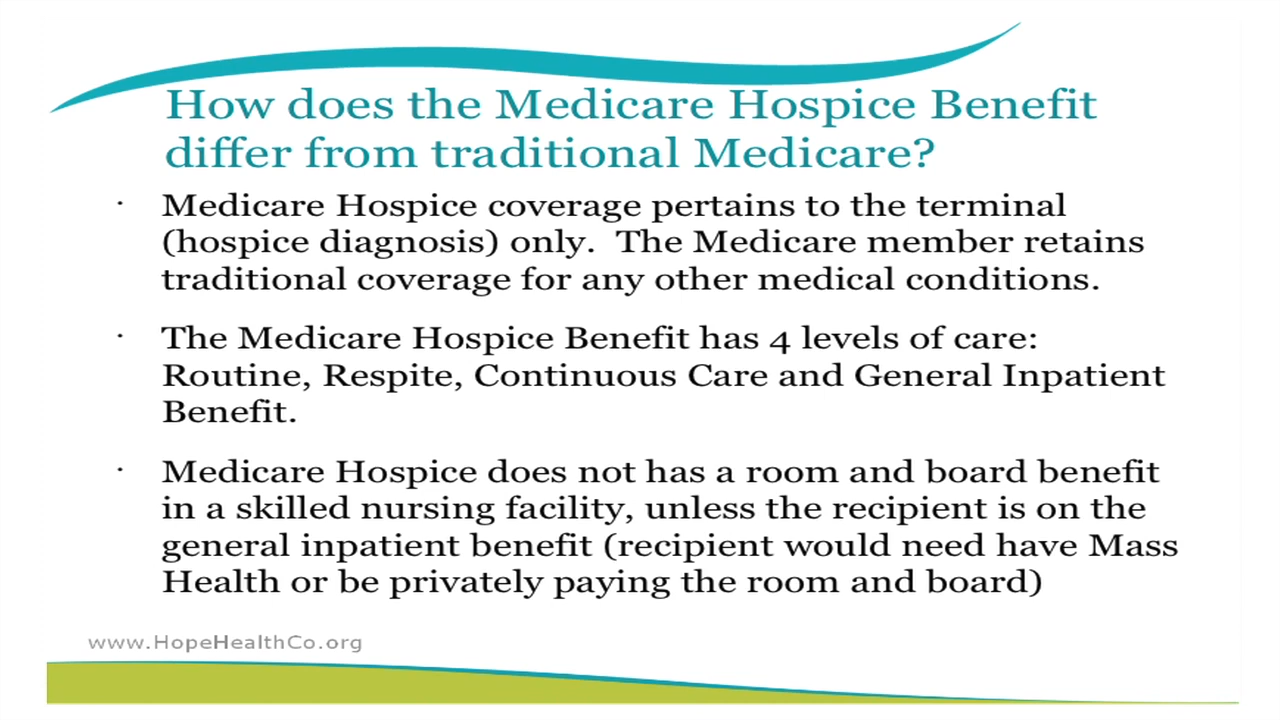 How does the Medicare Hospice Benefit
differ from traditional Medicare?
· Medicare Hospice coverage pertains to the terminal
(hospice diagnosis) only. The Medicare member retains
traditional coverage for any other medical conditions.
· The Medicare Hospice Benefit has 4 levels of care:
Routine, Respite, Continuous Care and General Inpatient
Benefit.
· Medicare Hospice does not has a room and board benefit
in a skilled nursing facility, unless the recipient is on the
general inpatient benefit (recipient would need have Mass
Health or be privately paying the room and board)
www.HopeHealthCo.org